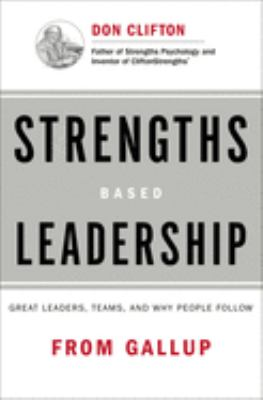 DON CLIFTON
Father of Strengths Psychology and
Inventor of CliftonStrengths™
STRENGTHS
BASED
LEADERSHIP
GREAT LEADERS, TEAMS, AND WHY PEOPLE FOLLOW
FROM GALLUP